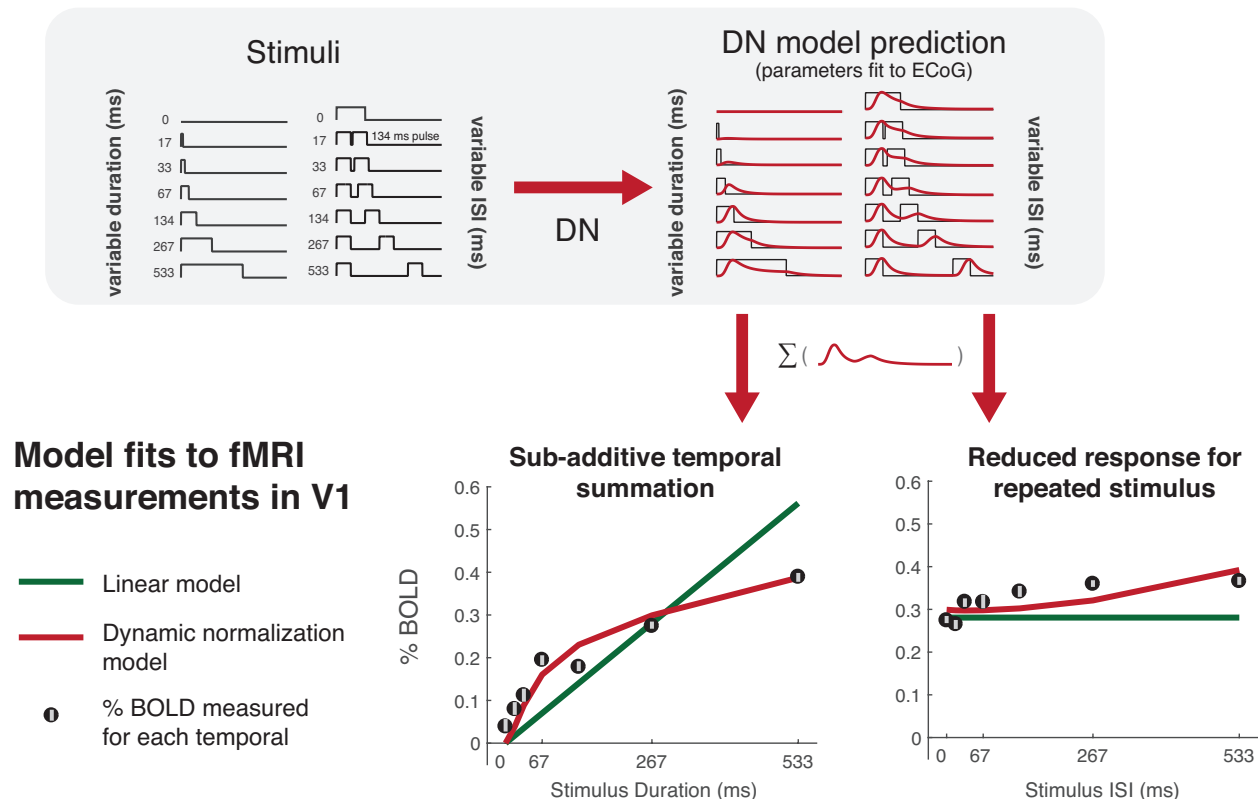 Stimuli
variable duration (ms)
0
17
33
67
134
267
533
0
17
33
67
134
267
533
134 ms pulse
variable ISI (ms)
DN
DN model prediction
(parameters fit to ECoG)
variable duration (ms)
variable ISI (ms)
∑ ( )
Model fits to fMRI
measurements in V1
Linear model
Dynamic normalization
model
% BOLD measured
for each temporal
Sub-additive temporal
summation
% BOLD
0.6
0.5
0.4
0.3
0.2
0.1
0
0 67 267 533
Stimulus Duration (ms)
Reduced response for
repeated stimulus
0.6
0.5
0.4
0.3
0.2
0.1
0
0 67 267 533
Stimulus ISI (ms)